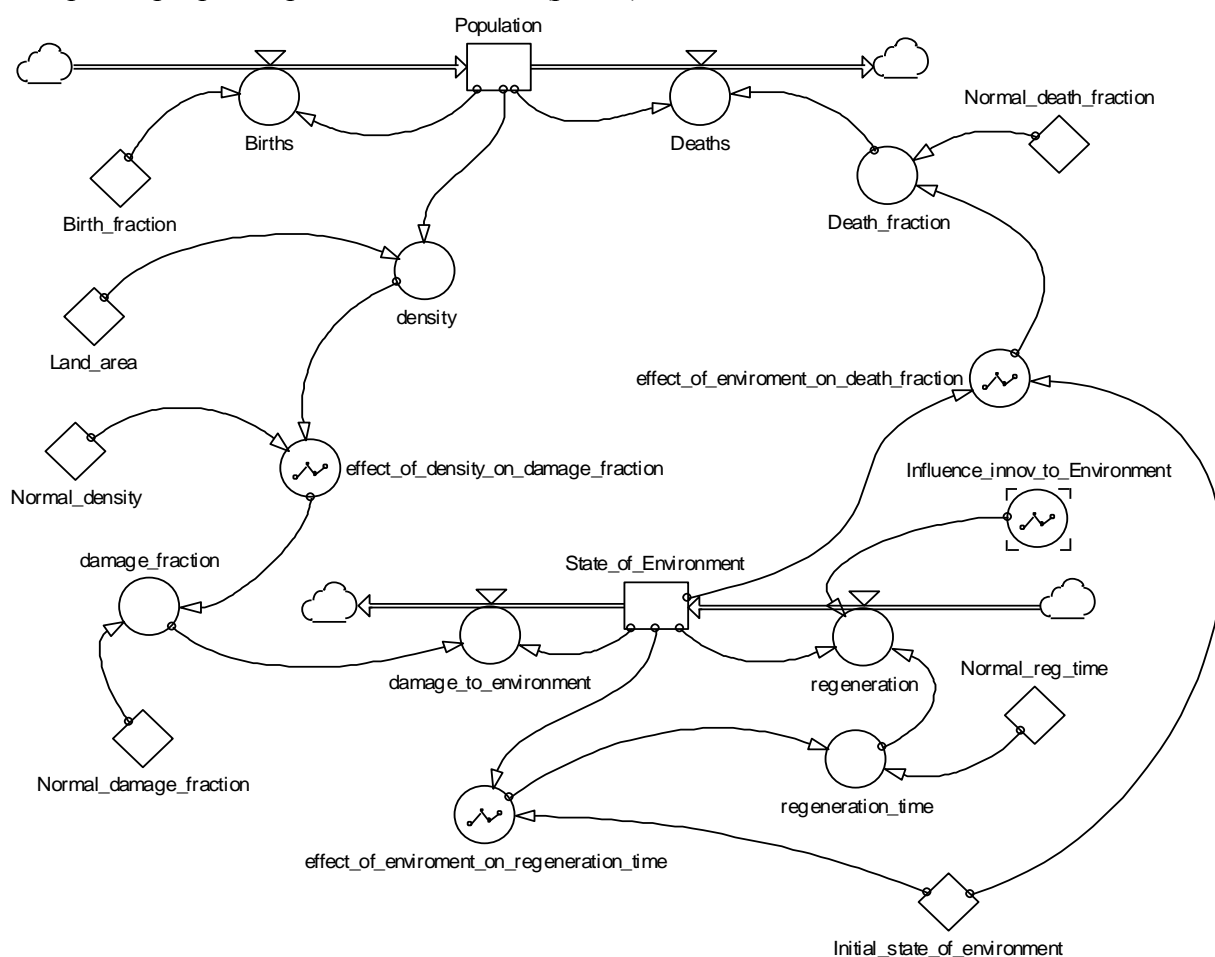 Population
Normal_death_fraction
Births
Deaths
Birth_fraction
Death_fraction
density
Land_area
effect_of_enviroment_on_death_fraction
effect_of_density_on_damage_fraction
Influence_innov_to_Environment
Normal_density
damage_fraction
State_of_Environment
damage_to_environment
regeneration
Normal_reg_time
Normal_damage_fraction
regeneration_time
effect_of_enviroment_on_regeneration_time
Initial_state_of_environment